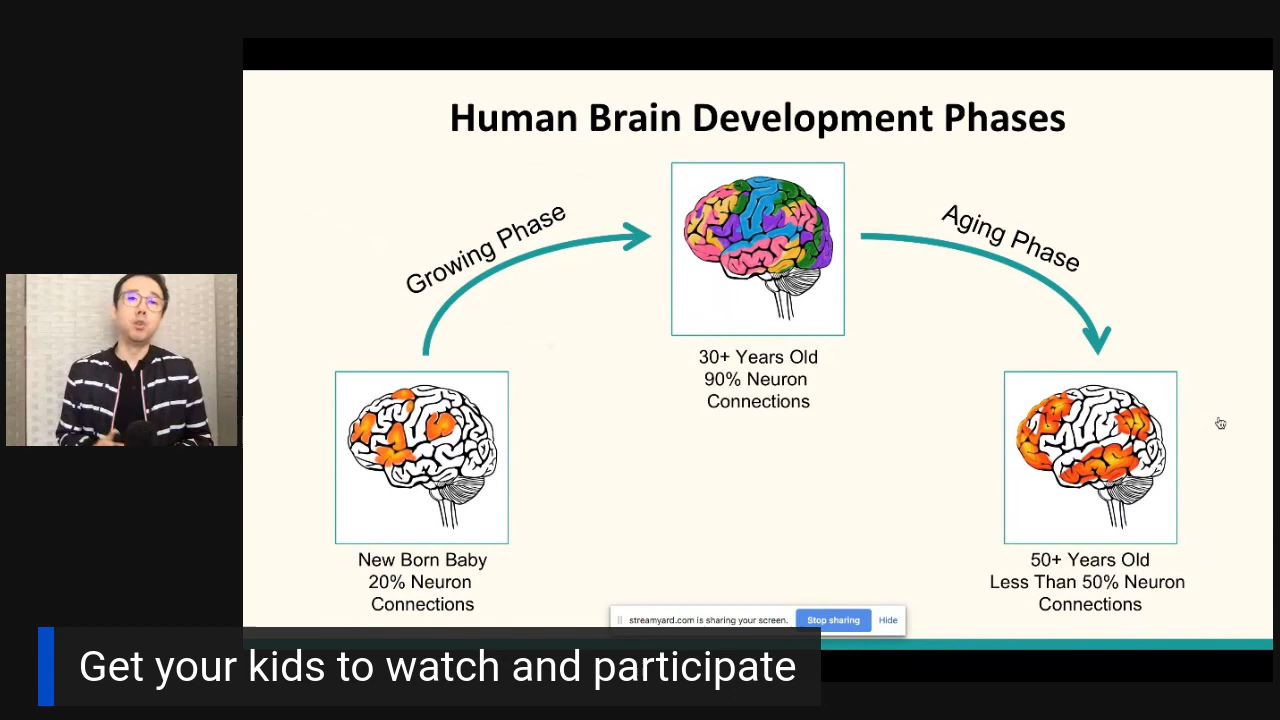 Human Brain Development Phases
Growing Phase
Aging Phase
30+ Years Old
90% Neuron
Connections
New Born Baby
20% Neuron
Connections
50+ Years Old
Less Than 50% Neuron
Connections
streamyard.com is sharing your screen.
Stop sharing
Hide
Get your kids to watch and participate